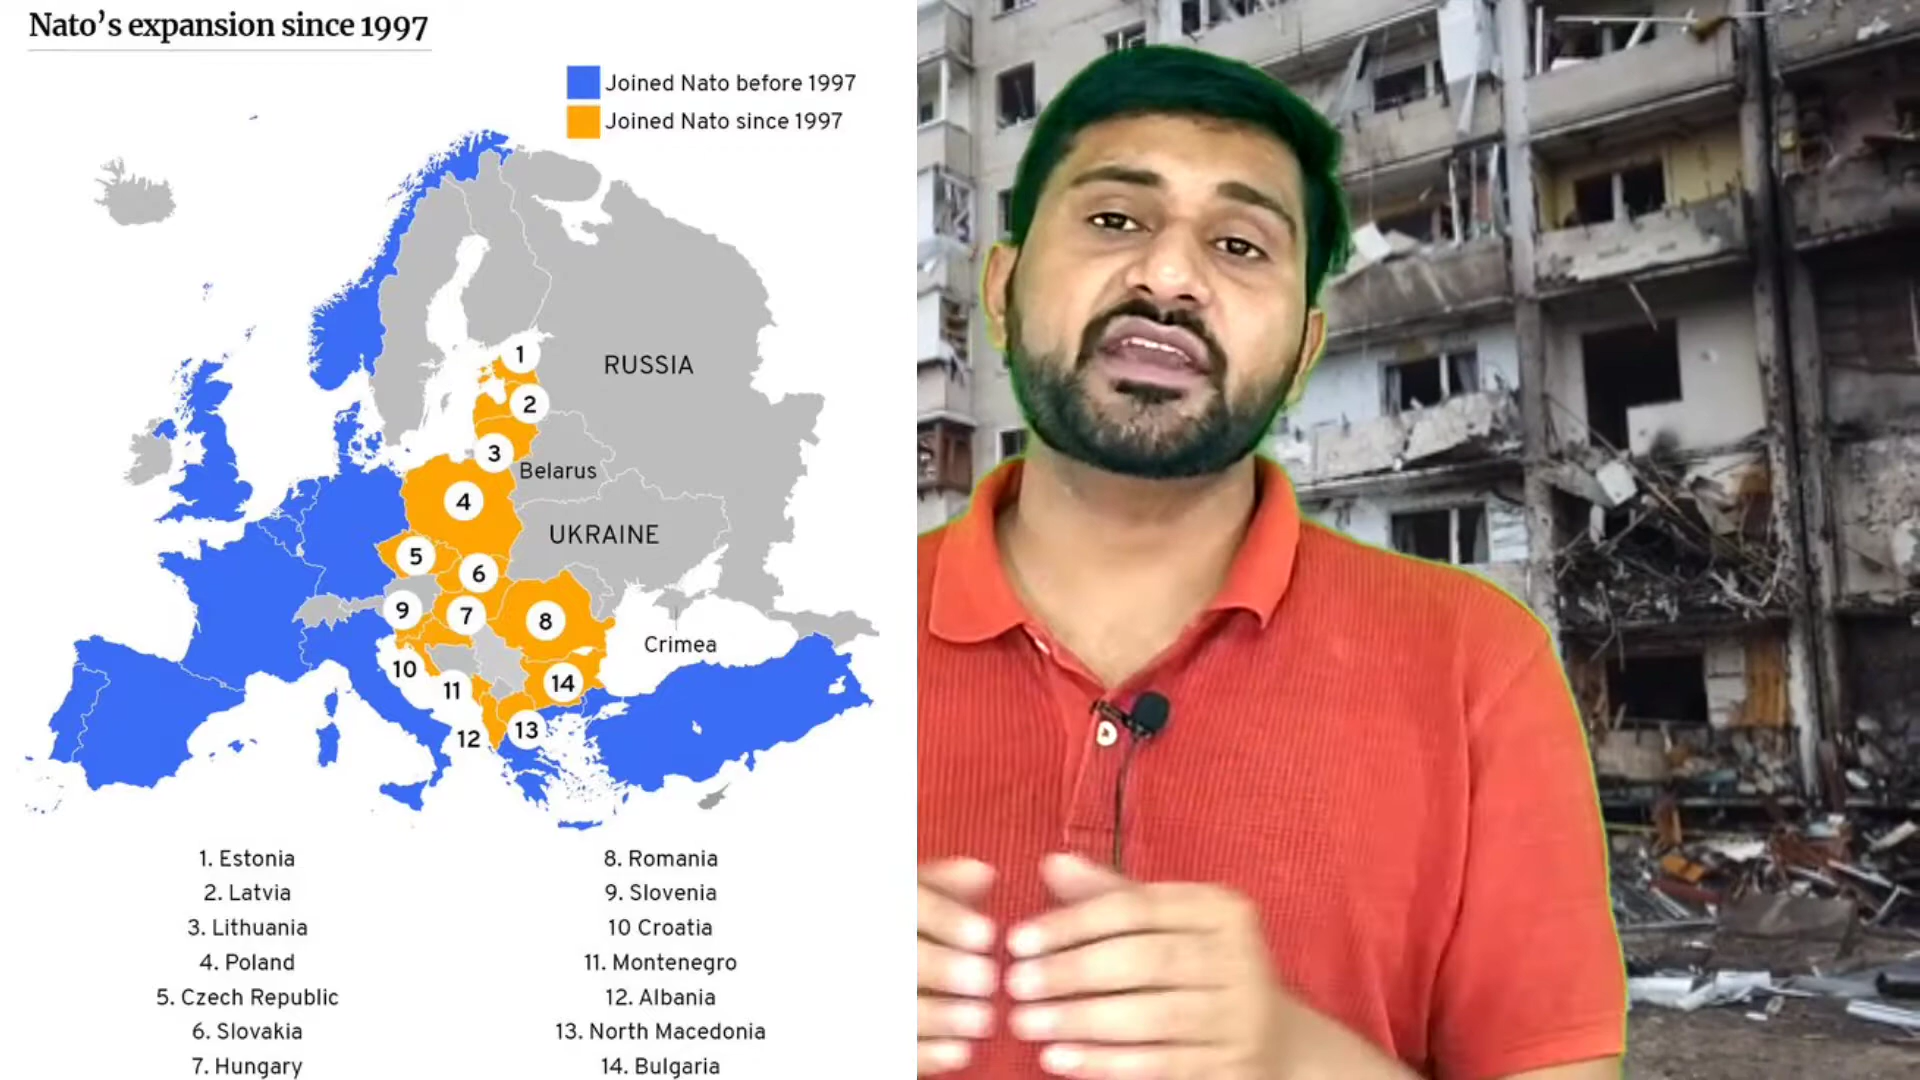 Nato's expansion since 1997
Joined Nato before 1997
Joined Nato since 1997
1
2
RUSSIA
3
Belarus
4
UKRAINE
5
6
9
7
8
Crimea
10
11
14
12
13
1. Estonia
2. Latvia
3. Lithuania
4. Poland
5. Czech Republic
6. Slovakia
7. Hungary
8. Romania
9. Slovenia
10 Croatia
11. Montenegro
12. Albania
13. North Macedonia
14. Bulgaria